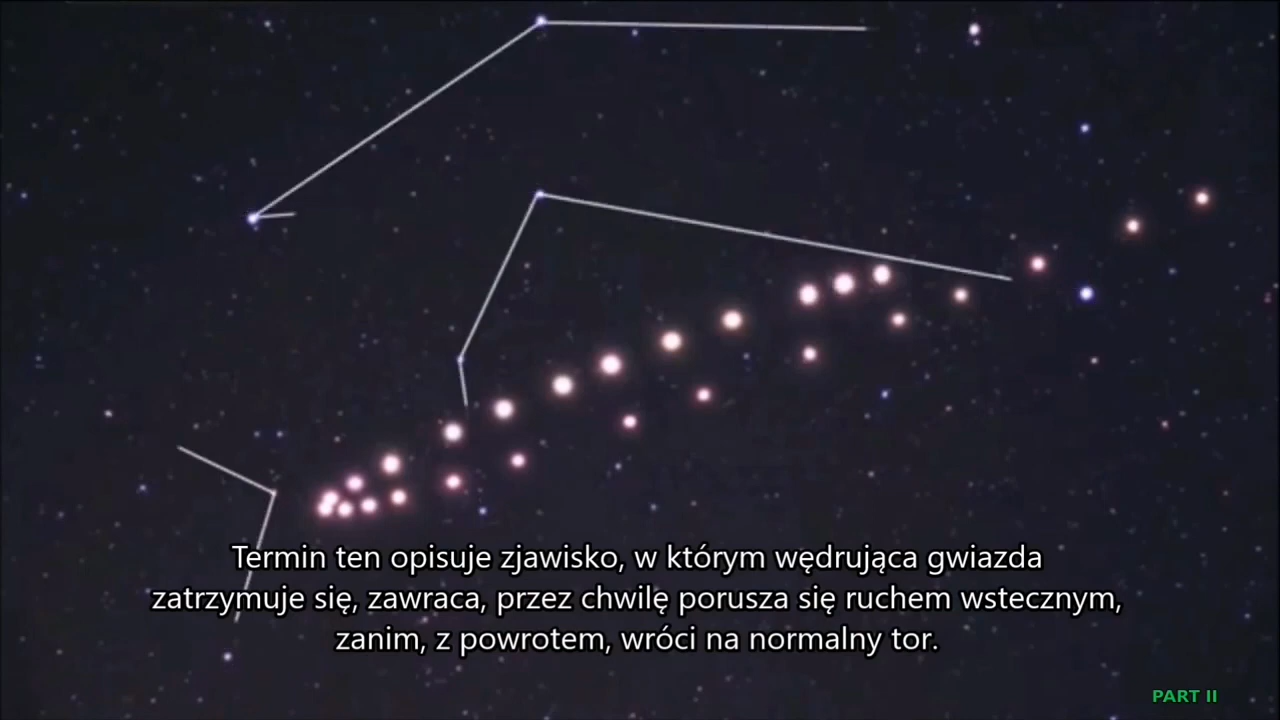 Termin ten opisuje zjawisko, w którym wędrująca gwiazda
zatrzymuje się, zawraca, przez chwilę porusza się ruchem wstecznym,
zanim, z powrotem, wróci na normalny tor.
PART II